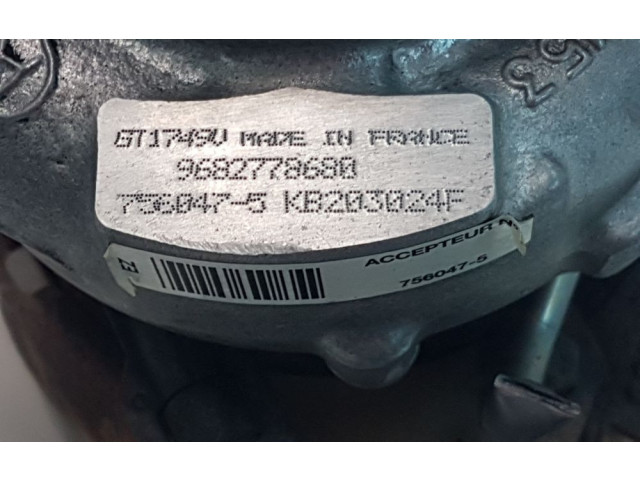 GT1749V MADE IN FRANCE
9682778680
756047-5 KB203024F
ACCEPTEUR
756047-5